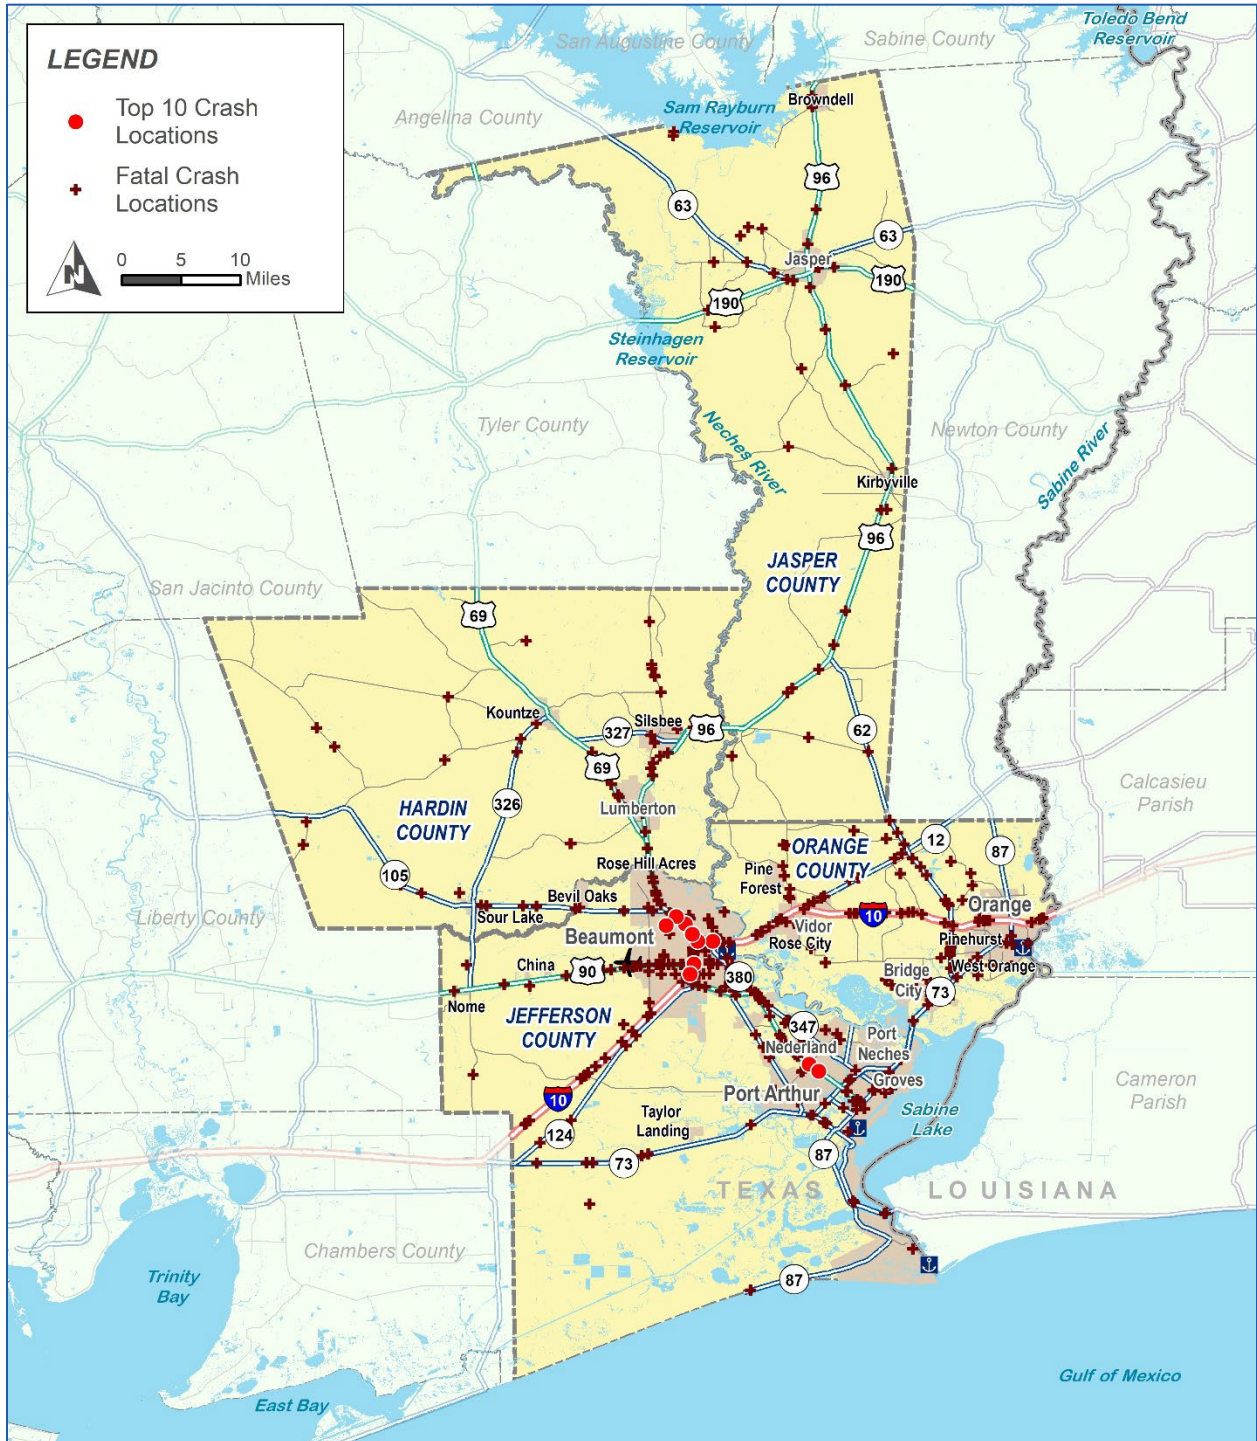 LEGEND
Top 10 Crash
Locations
Fatal Crash
Locations
N
0 5 10
Miles
San Augustine County
Sabine County
Toledo Bend
Reservoir
Angelina County
Sam Rayburn
Reservoir
Browndell
96
63
63
Jasper
190
190
Steinhagen
Reservoir
Tyler County
Neches River
Newton County
Sabine River
Kirbyville
96
JASPER
COUNTY
San Jacinto County
69
Kountze
327
Silsbee
96
62
69
Lumberton
326
HARDIN
COUNTY
Calcasieu
Parish
ORANGE
COUNTY
12
87
Rose Hill Acres
Pine
Forest
105
Bevil Oaks
Sour Lake
Liberty County
Orange
10
Vidor
Rose City
Beaumont
Pinehurst
West Orange
China
90
380
Bridge
City
73
Nome
JEFFERSON
COUNTY
347
Nederland
Port
Neches
Groves
Port Arthur
10
Cameron
Parish
Taylor
Landing
Sabine
Lake
124
73
87
TEXAS
LOUISIANA
Chambers County
Trinity
Bay
87
East Bay
Gulf of Mexico